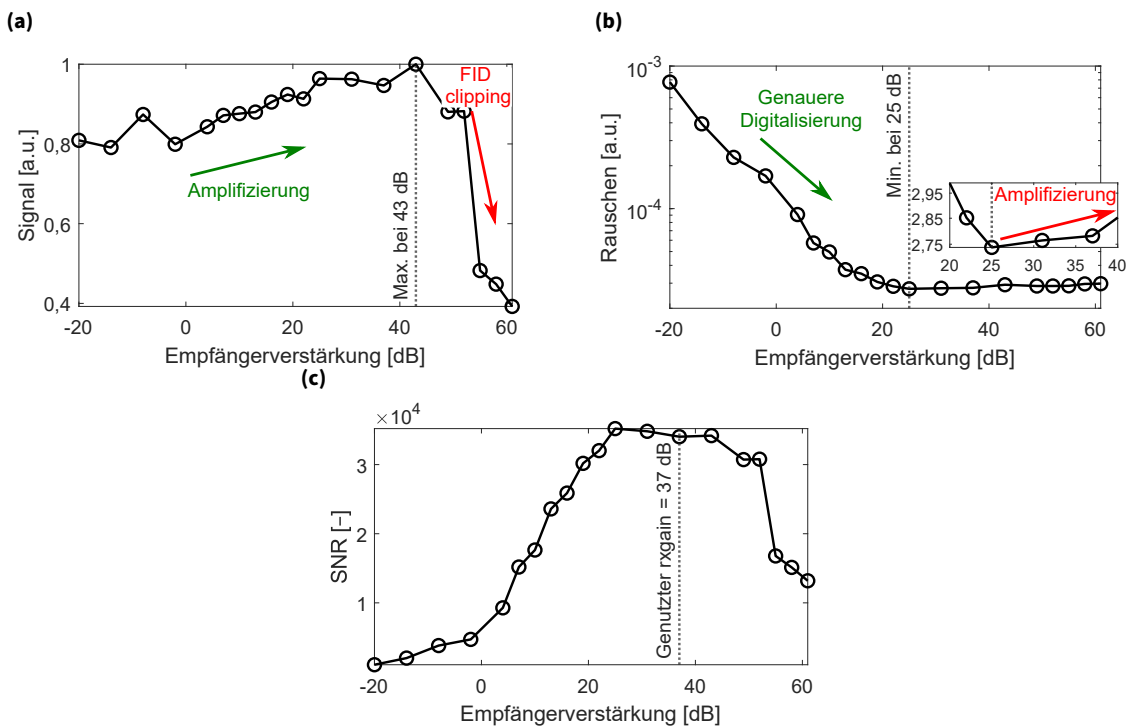 (a)
Signal [a.u.]
1
0,8
0,6
0,4
-20
0
20
40
60
Empfängerverstärkung [dB]
Amplifizierung
Max. bei 43 dB
FID
clipping
(b)
Rauschen [a.u.]
10⁻³
10⁻⁴
-20
0
20
40
60
Empfängerverstärkung [dB]
Genauere
Digitalisierung
Min. bei 25 dB
Amplifizierung
2,95
2,85
2,75
20
25
30
35
40
(c)
×10⁴
SNR [−]
3
2
1
-20
0
20
40
60
Empfängerverstärkung [dB]
Genutzter rxgain = 37 dB